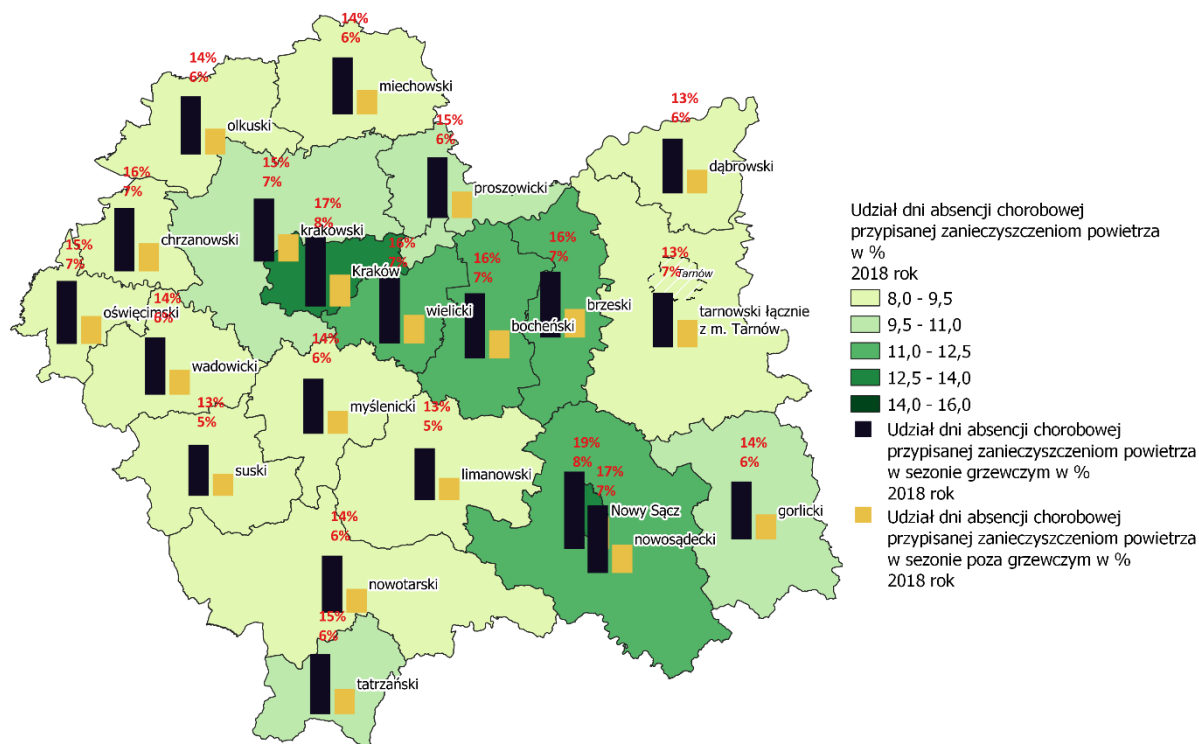 14%
6%
miechowski
14%
6%
olkuski
13%
6%
dąbrowski
15%
6%
proszowicki
15%
7%
krakowski
16%
7%
chrzanowski
17%
8%
Kraków
16%
7%
wielicki
16%
7%
bocheński
16%
7%
brzeski
13%
7%
Tarnów
tarnowski łącznie
z m. Tarnów
15%
7%
oświęcimski
14%
6%
wadowicki
14%
6%
myślenicki
13%
5%
suski
13%
5%
limanowski
19%
8%
Nowy Sącz
17%
7%
nowosądecki
14%
6%
gorlicki
14%
6%
nowotarski
15%
6%
tatrzański
Udział dni absencji chorobowej
przypisanej zanieczyszczeniom powietrza
w %
2018 rok
8,0 - 9,5
9,5 - 11,0
11,0 - 12,5
12,5 - 14,0
14,0 - 16,0
Udział dni absencji chorobowej
przypisanej zanieczyszczeniom powietrza
w sezonie grzewczym w %
2018 rok
Udział dni absencji chorobowej
przypisanej zanieczyszczeniom powietrza
w sezonie poza grzewczym w %
2018 rok